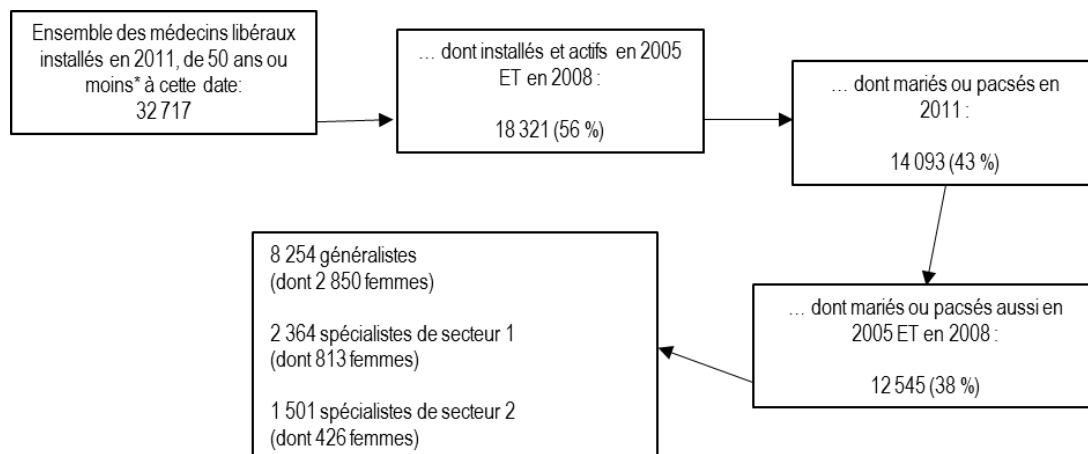 Ensemble des médecins libéraux
installés en 2011, de 50 ans ou
moins* à cette date:
32 717
… dont installés et actifs en 2005
ET en 2008 :
18 321 (56 %)
… dont mariés ou pacsés en
2011 :
14 093 (43 %)
… dont mariés ou pacsés aussi en
2005 ET en 2008 :
12 545 (38 %)
8 254 généralistes
(dont 2 850 femmes)
2 364 spécialistes de secteur 1
(dont 813 femmes)
1 501 spécialistes de secteur 2
(dont 426 femmes)